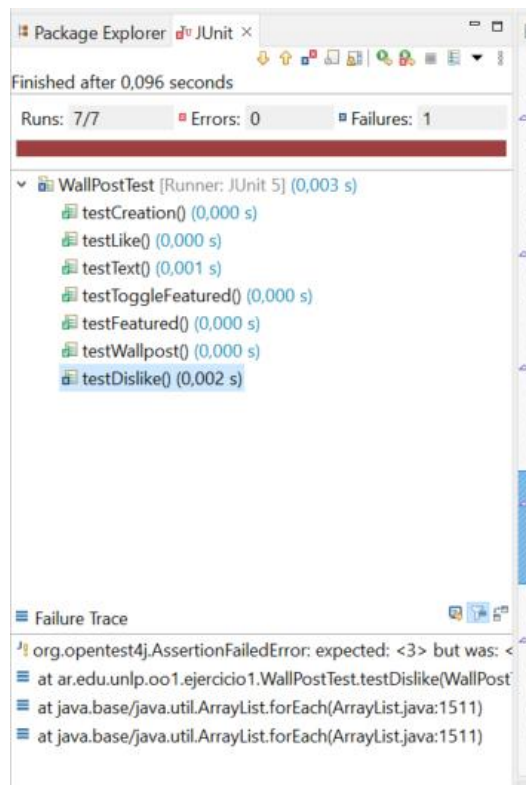 Package Explorer JUnit ×
Finished after 0,096 seconds
Runs: 7/7 Errors: 0 Failures: 1
WallPostTest [Runner: JUnit 5] (0,003 s)
testCreation() (0,000 s)
testLike() (0,000 s)
testText() (0,001 s)
testToggleFeatured() (0,000 s)
testFeatured() (0,000 s)
testWallpost() (0,000 s)
testDislike() (0,002 s)
Failure Trace
org.opentest4j.AssertionFailedError: expected: <3> but was: <
at ar.edu.unlp.oo1.ejercicio1.WallPostTest.testDislike(WallPostT
at java.base/java.util.ArrayList.forEach(ArrayList.java:1511)
at java.base/java.util.ArrayList.forEach(ArrayList.java:1511)